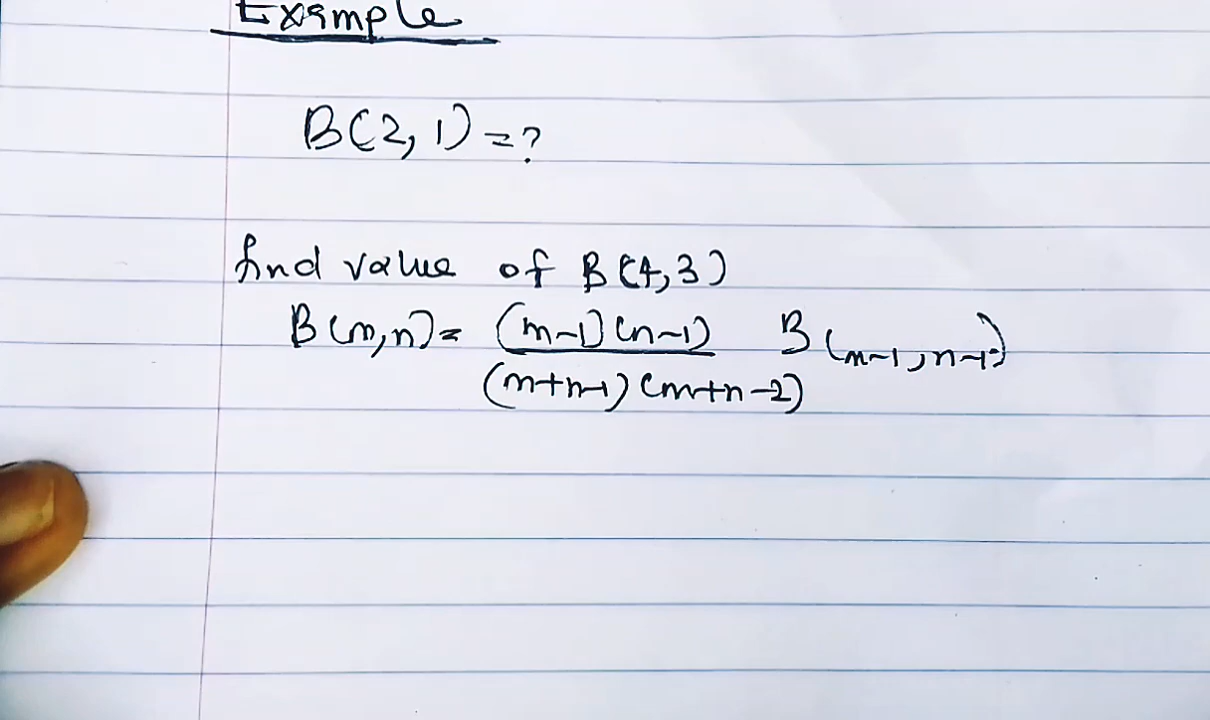 Example
B(2, 1) = ?
find value of B(4,3)
B(m,n) = (m-1)(n-1) B(m-1, n-1)
(m+n-1)(m+n-2)